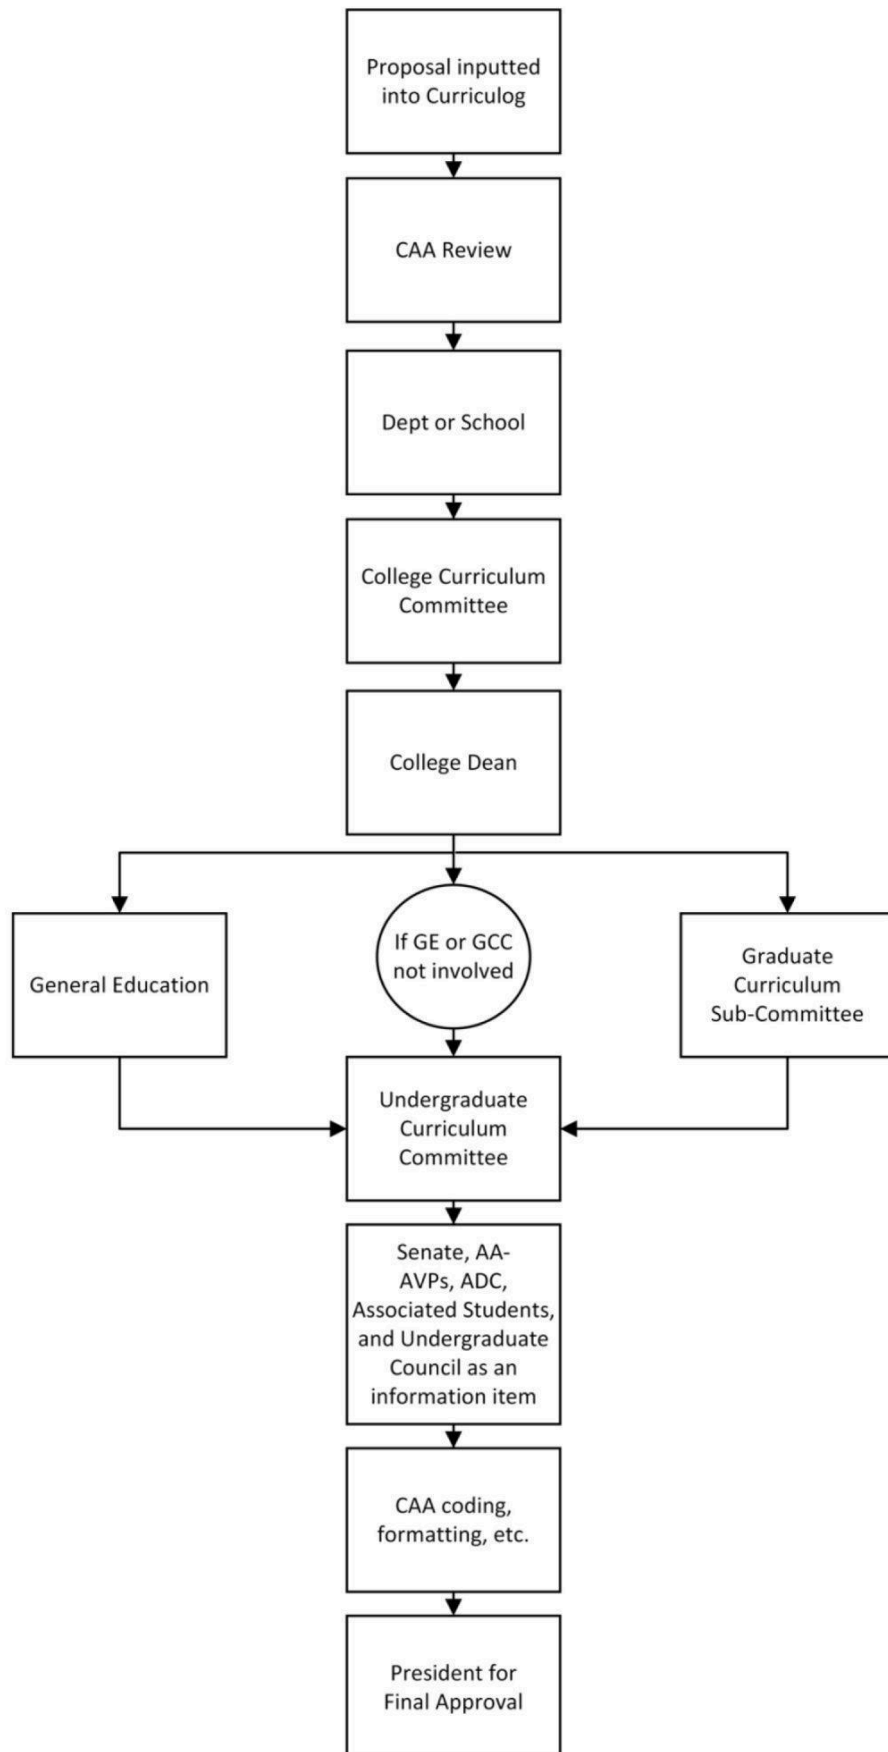 Proposal inputted
into Curriculog
CAA Review
Dept or School
College Curriculum
Committee
College Dean
General Education
If GE or GCC
not involved
Graduate
Curriculum
Sub-Committee
Undergraduate
Curriculum
Committee
Senate, AA-
AVPs, ADC,
Associated Students,
and Undergraduate
Council as an
information item
CAA coding,
formatting, etc.
President for
Final Approval